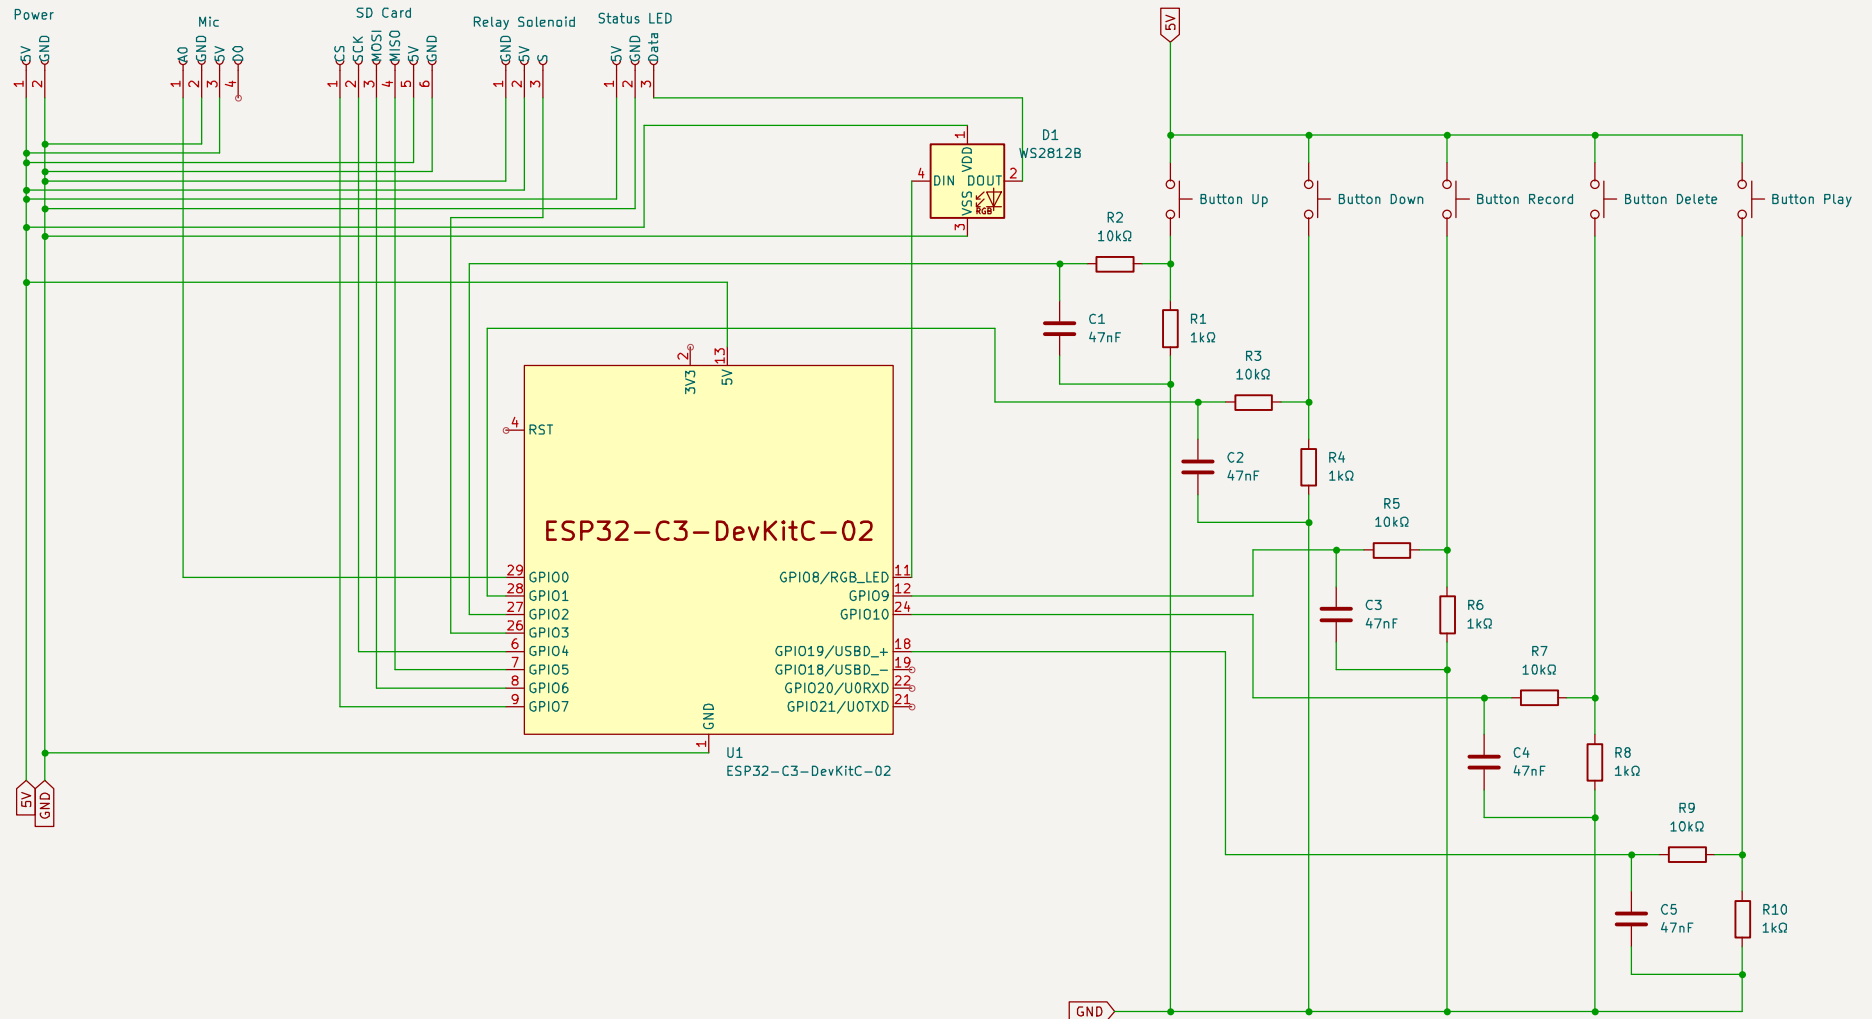 Power
Mic
SD Card
Relay Solenoid
Status LED
5V
GND
A0
GND
5V
D0
CS
SCK
MOSI
MISO
5V
GND
GND
5V
S
5V
GND
Data
1
2
1
2
3
4
1
2
3
4
5
6
1
2
3
1
2
3
5V
D1
WS2812B
1
VDD
4
DIN
DOUT
2
VSS
RGB
3
Button Up
Button Down
Button Record
Button Delete
Button Play
R2
10kΩ
C1
47nF
R1
1kΩ
R3
10kΩ
C2
47nF
R4
1kΩ
R5
10kΩ
C3
47nF
R6
1kΩ
R7
10kΩ
C4
47nF
R8
1kΩ
R9
10kΩ
C5
47nF
R10
1kΩ
2
3V3
13
5V
4
RST
ESP32-C3-DevKitC-02
29
GPIO0
28
GPIO1
27
GPIO2
26
GPIO3
6
GPIO4
7
GPIO5
8
GPIO6
9
GPIO7
GPIO8/RGB_LED
11
GPIO9
12
GPIO10
24
GPIO19/USBD_+
18
GPIO18/USBD_-
19
GPIO20/U0RXD
22
GPIO21/U0TXD
21
GND
1
U1
ESP32-C3-DevKitC-02
5V
GND
GND